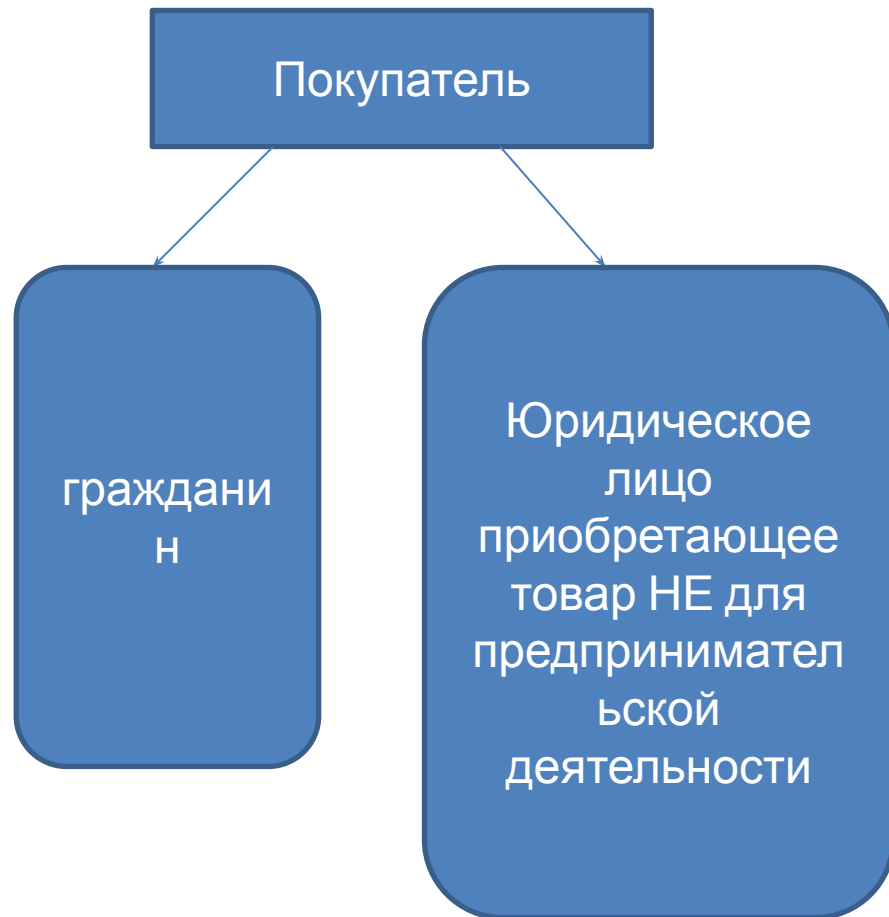 Покупатель
граждани
н
Юридическое
лицо
приобретающее
товар НЕ для
предпринимател
ьской
деятельности